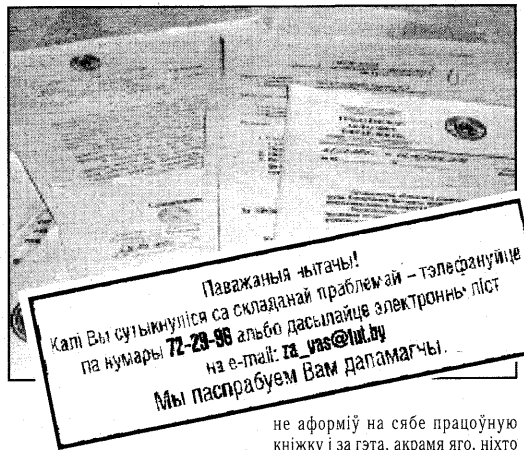 Паважаныя чытачы!
Калі Вы сутыкнуліся са складанай праблемай – тэлефануйце
па нумары 72-29-96 альбо дасылайце электронны ліст
на e-mail: za_vas@tut.by
Мы паспрабуем Вам дапамагчы.
не аформіў на сябе працоўную
кніжку і за гэта, акрамя яго, ніхто